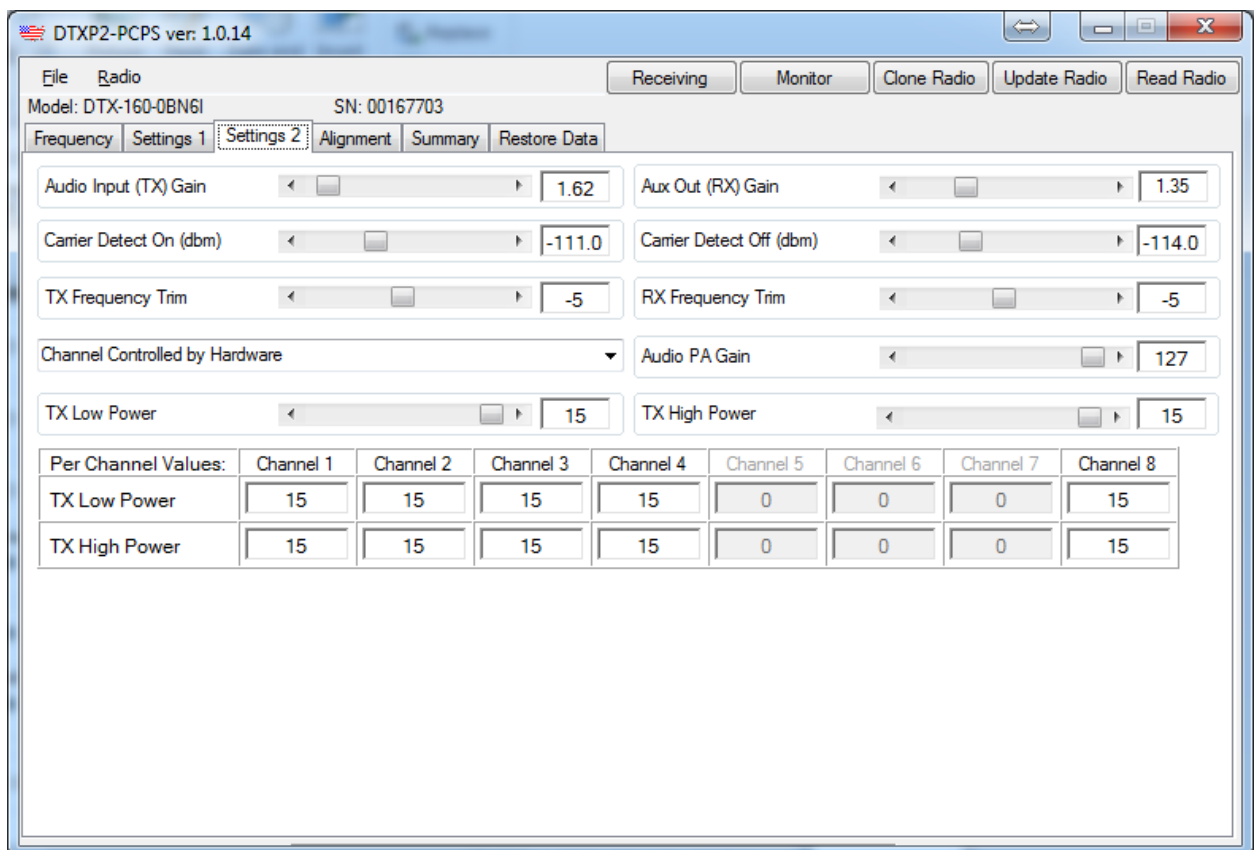 DTXP2-PCPS ver: 1.0.14
File Radio Receiving Monitor Clone Radio Update Radio Read Radio
Model: DTX-160-0BN6I SN: 00167703
Frequency Settings 1 Settings 2 Alignment Summary Restore Data
Audio Input (TX) Gain 1.62 Aux Out (RX) Gain 1.35
Carrier Detect On (dbm) -111.0 Carrier Detect Off (dbm) -114.0
TX Frequency Trim -5 RX Frequency Trim -5
Channel Controlled by Hardware Audio PA Gain 127
TX Low Power 15 TX High Power 15
Per Channel Values: Channel 1 Channel 2 Channel 3 Channel 4 Channel 5 Channel 6 Channel 7 Channel 8
TX Low Power 15 15 15 15 0 0 0 15
TX High Power 15 15 15 15 0 0 0 15